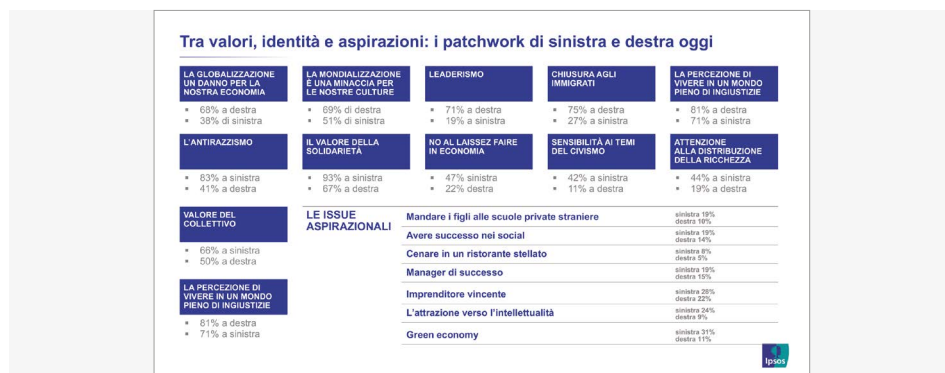 Tra valori, identità e aspirazioni: i patchwork di sinistra e destra oggi
LA GLOBALIZZAZIONE
UN DANNO PER LA
NOSTRA ECONOMIA
68% a destra
38% di sinistra
LA MONDIALIZZAZIONE
È UNA MINACCIA PER
LE NOSTRE CULTURE
69% di destra
51% di sinistra
LEADERISMO
71% a destra
19% a sinistra
CHIUSURA AGLI
IMMIGRATI
75% a destra
27% a sinistra
LA PERCEZIONE DI
VIVERE IN UN MONDO
PIENO DI INGIUSTIZIE
81% a destra
71% a sinistra
L'ANTIRAZZISMO
83% a sinistra
41% a destra
IL VALORE DELLA
SOLIDARIETÀ
93% a sinistra
67% a destra
NO AL LAISSEZ FAIRE
IN ECONOMIA
47% sinistra
22% destra
SENSIBILITÀ AI TEMI
DEL CIVISMO
42% a sinistra
11% a destra
ATTENZIONE
ALLA DISTRIBUZIONE
DELLA RICCHEZZA
44% a sinistra
19% a destra
VALORE DEL
COLLETTIVO
66% a sinistra
50% a destra
LA PERCEZIONE DI
VIVERE IN UN MONDO
PIENO DI INGIUSTIZIE
81% a destra
71% a sinistra
LE ISSUE
ASPIRAZIONALI
Mandare i figli alle scuole private straniere
sinistra 19%
destra 10%
Avere successo nei social
sinistra 19%
destra 14%
Cenare in un ristorante stellato
sinistra 8%
destra 5%
Manager di successo
sinistra 19%
destra 15%
Imprenditore vincente
sinistra 26%
destra 22%
L'attrazione verso l'intellettualità
sinistra 24%
destra 9%
Green economy
sinistra 31%
destra 11%
Ipsos